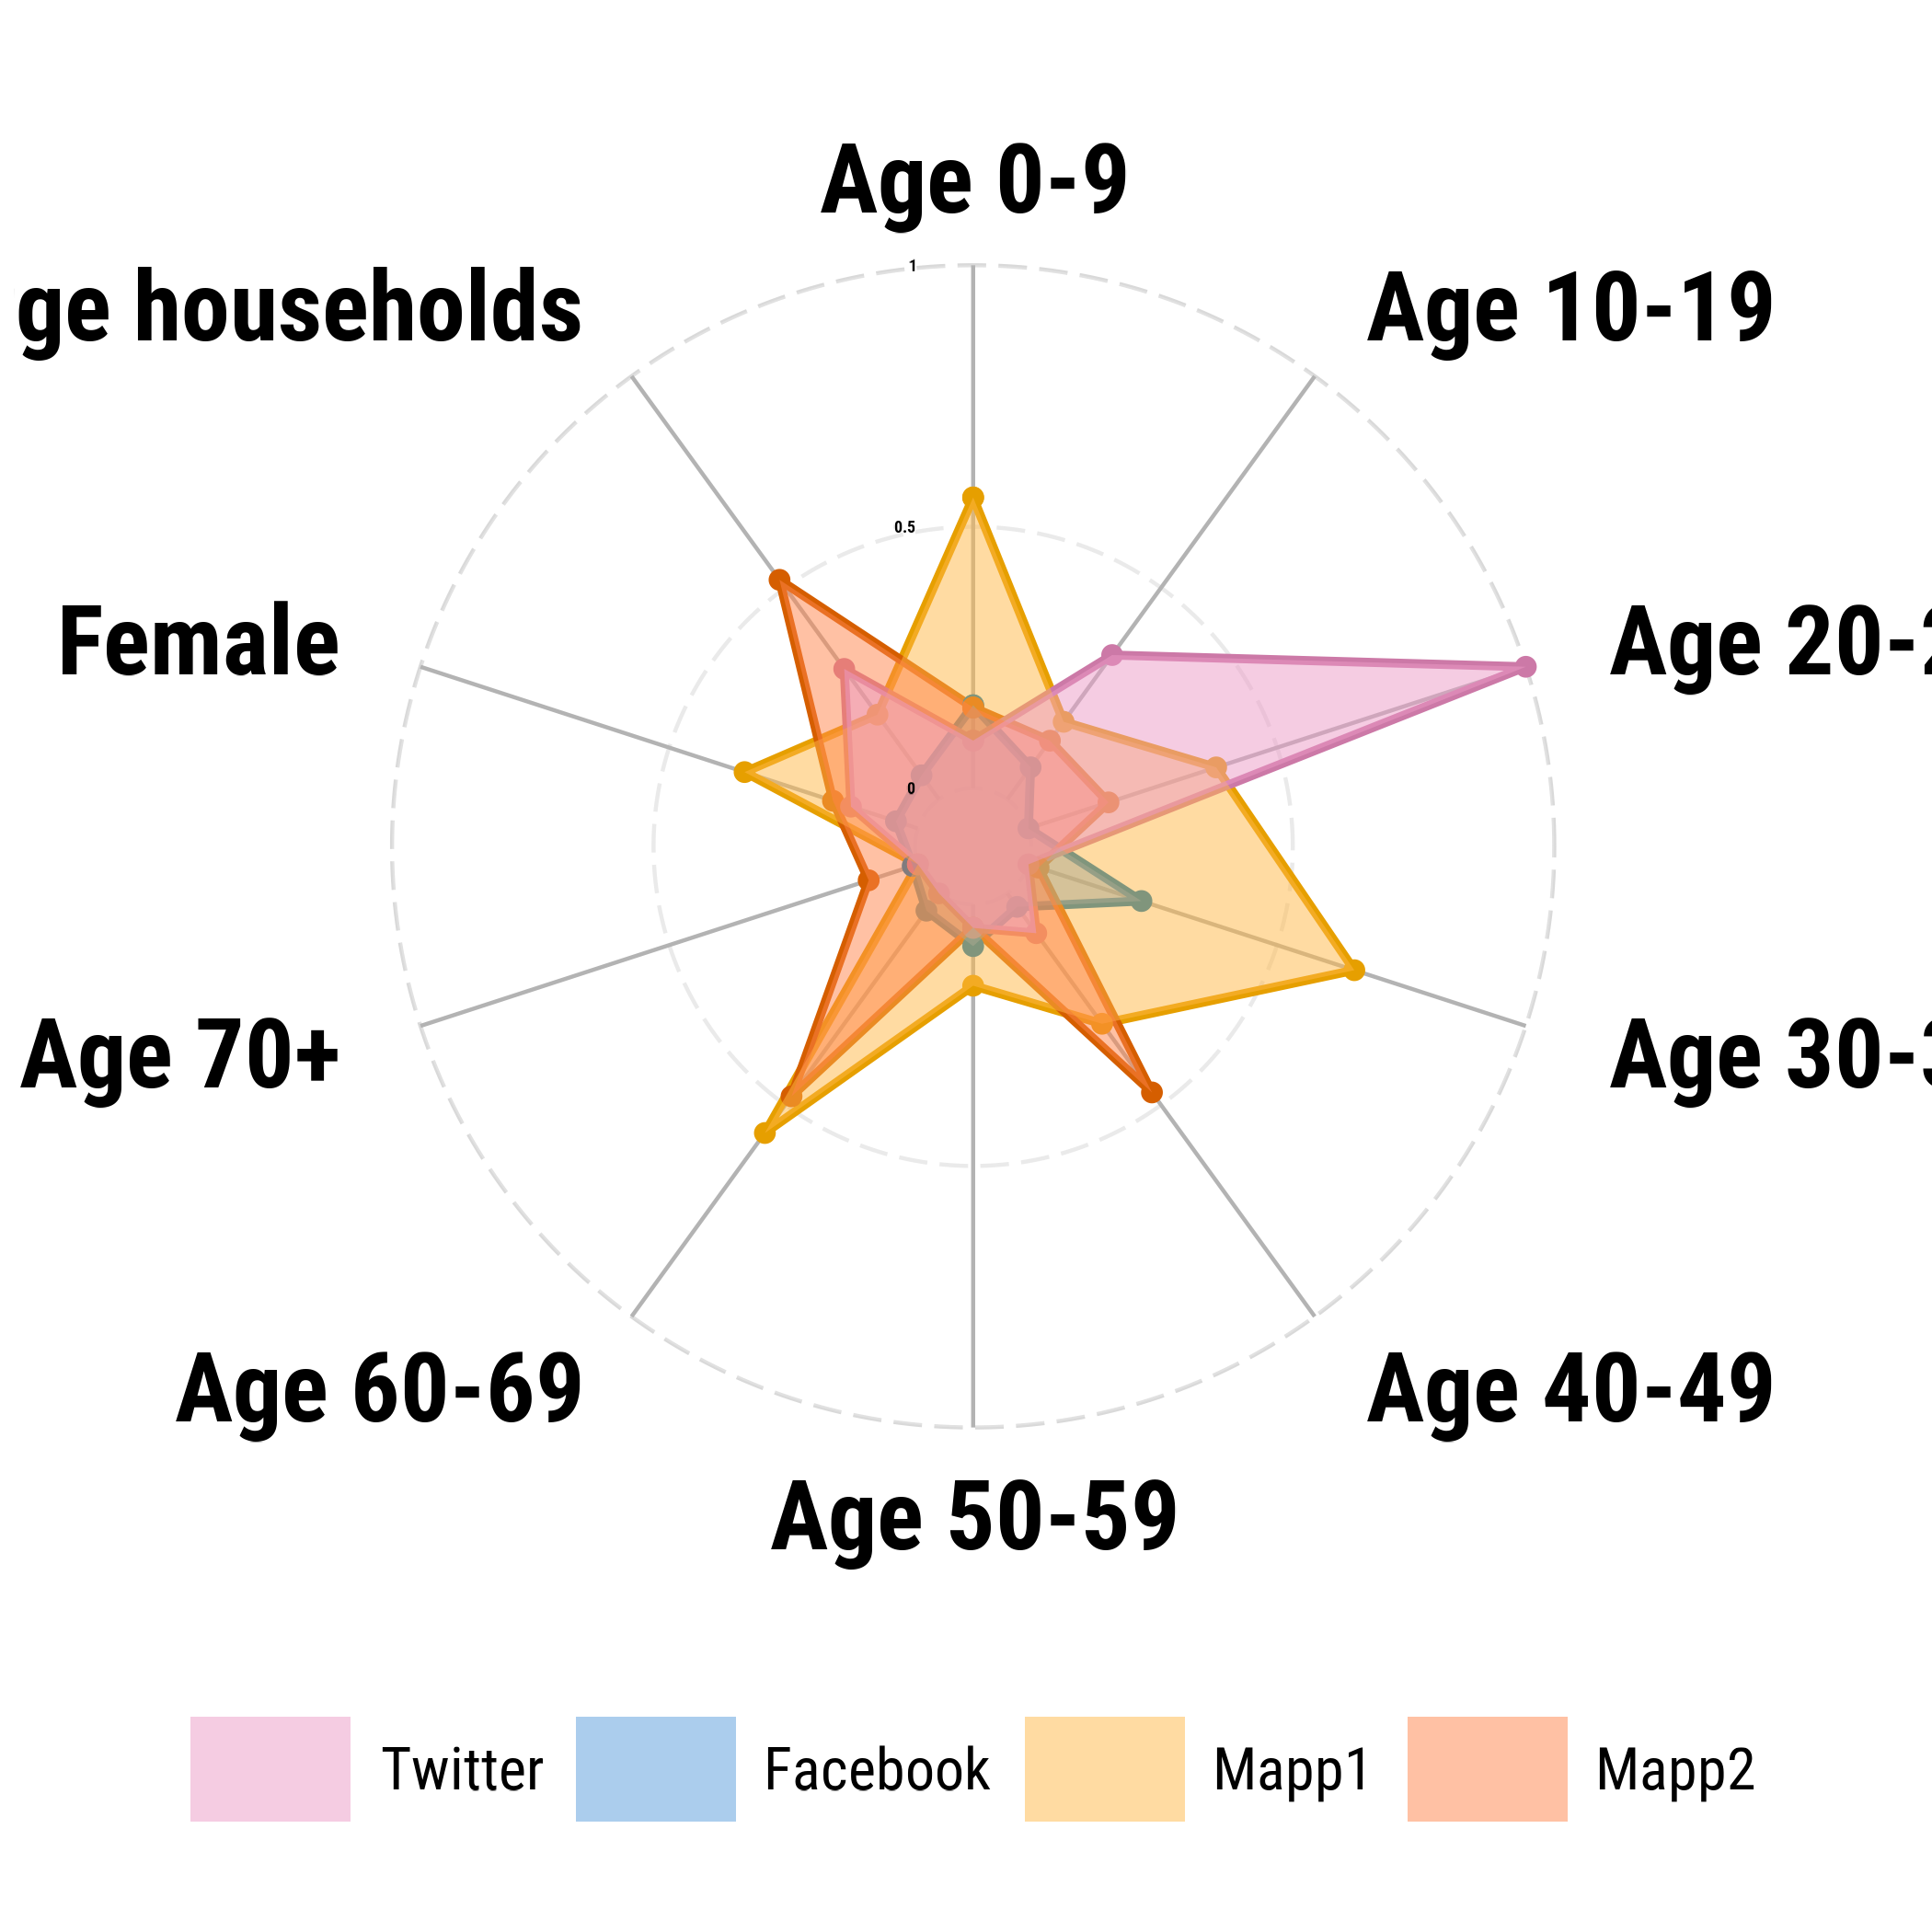 Age 0-9
1
ge households
Age 10-19
0.5
Female
Age 20-2
0
Age 70+
Age 30-3
Age 60-69
Age 40-49
Age 50-59
Twitter Facebook Mapp1 Mapp2